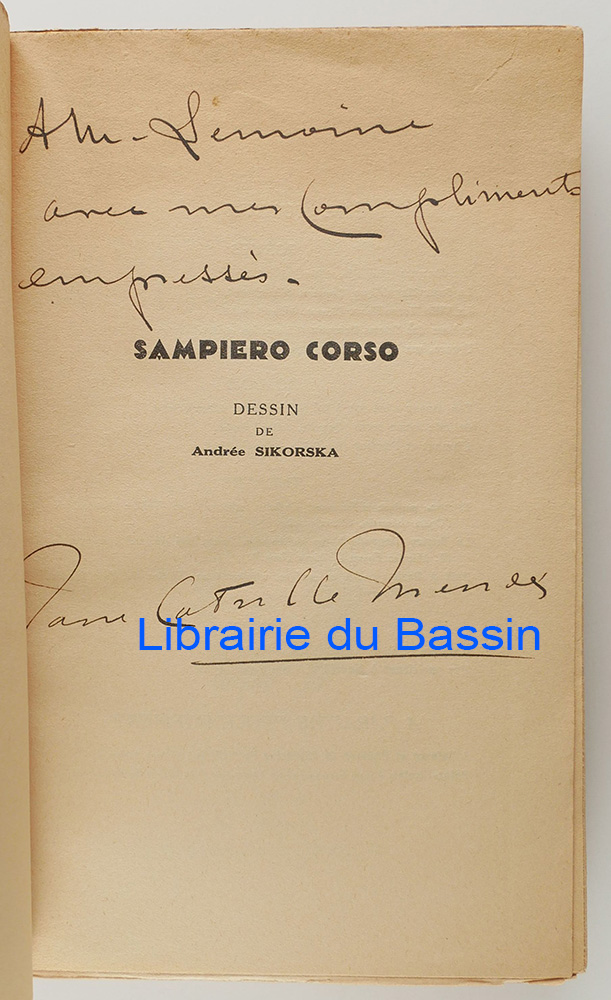 A M. Lemoine
avec mes compliments
empressés.
SAMPIERO CORSO
DESSIN
DE
Andrée SIKORSKA
Jane Catulle Mendès
Librairie du Bassin